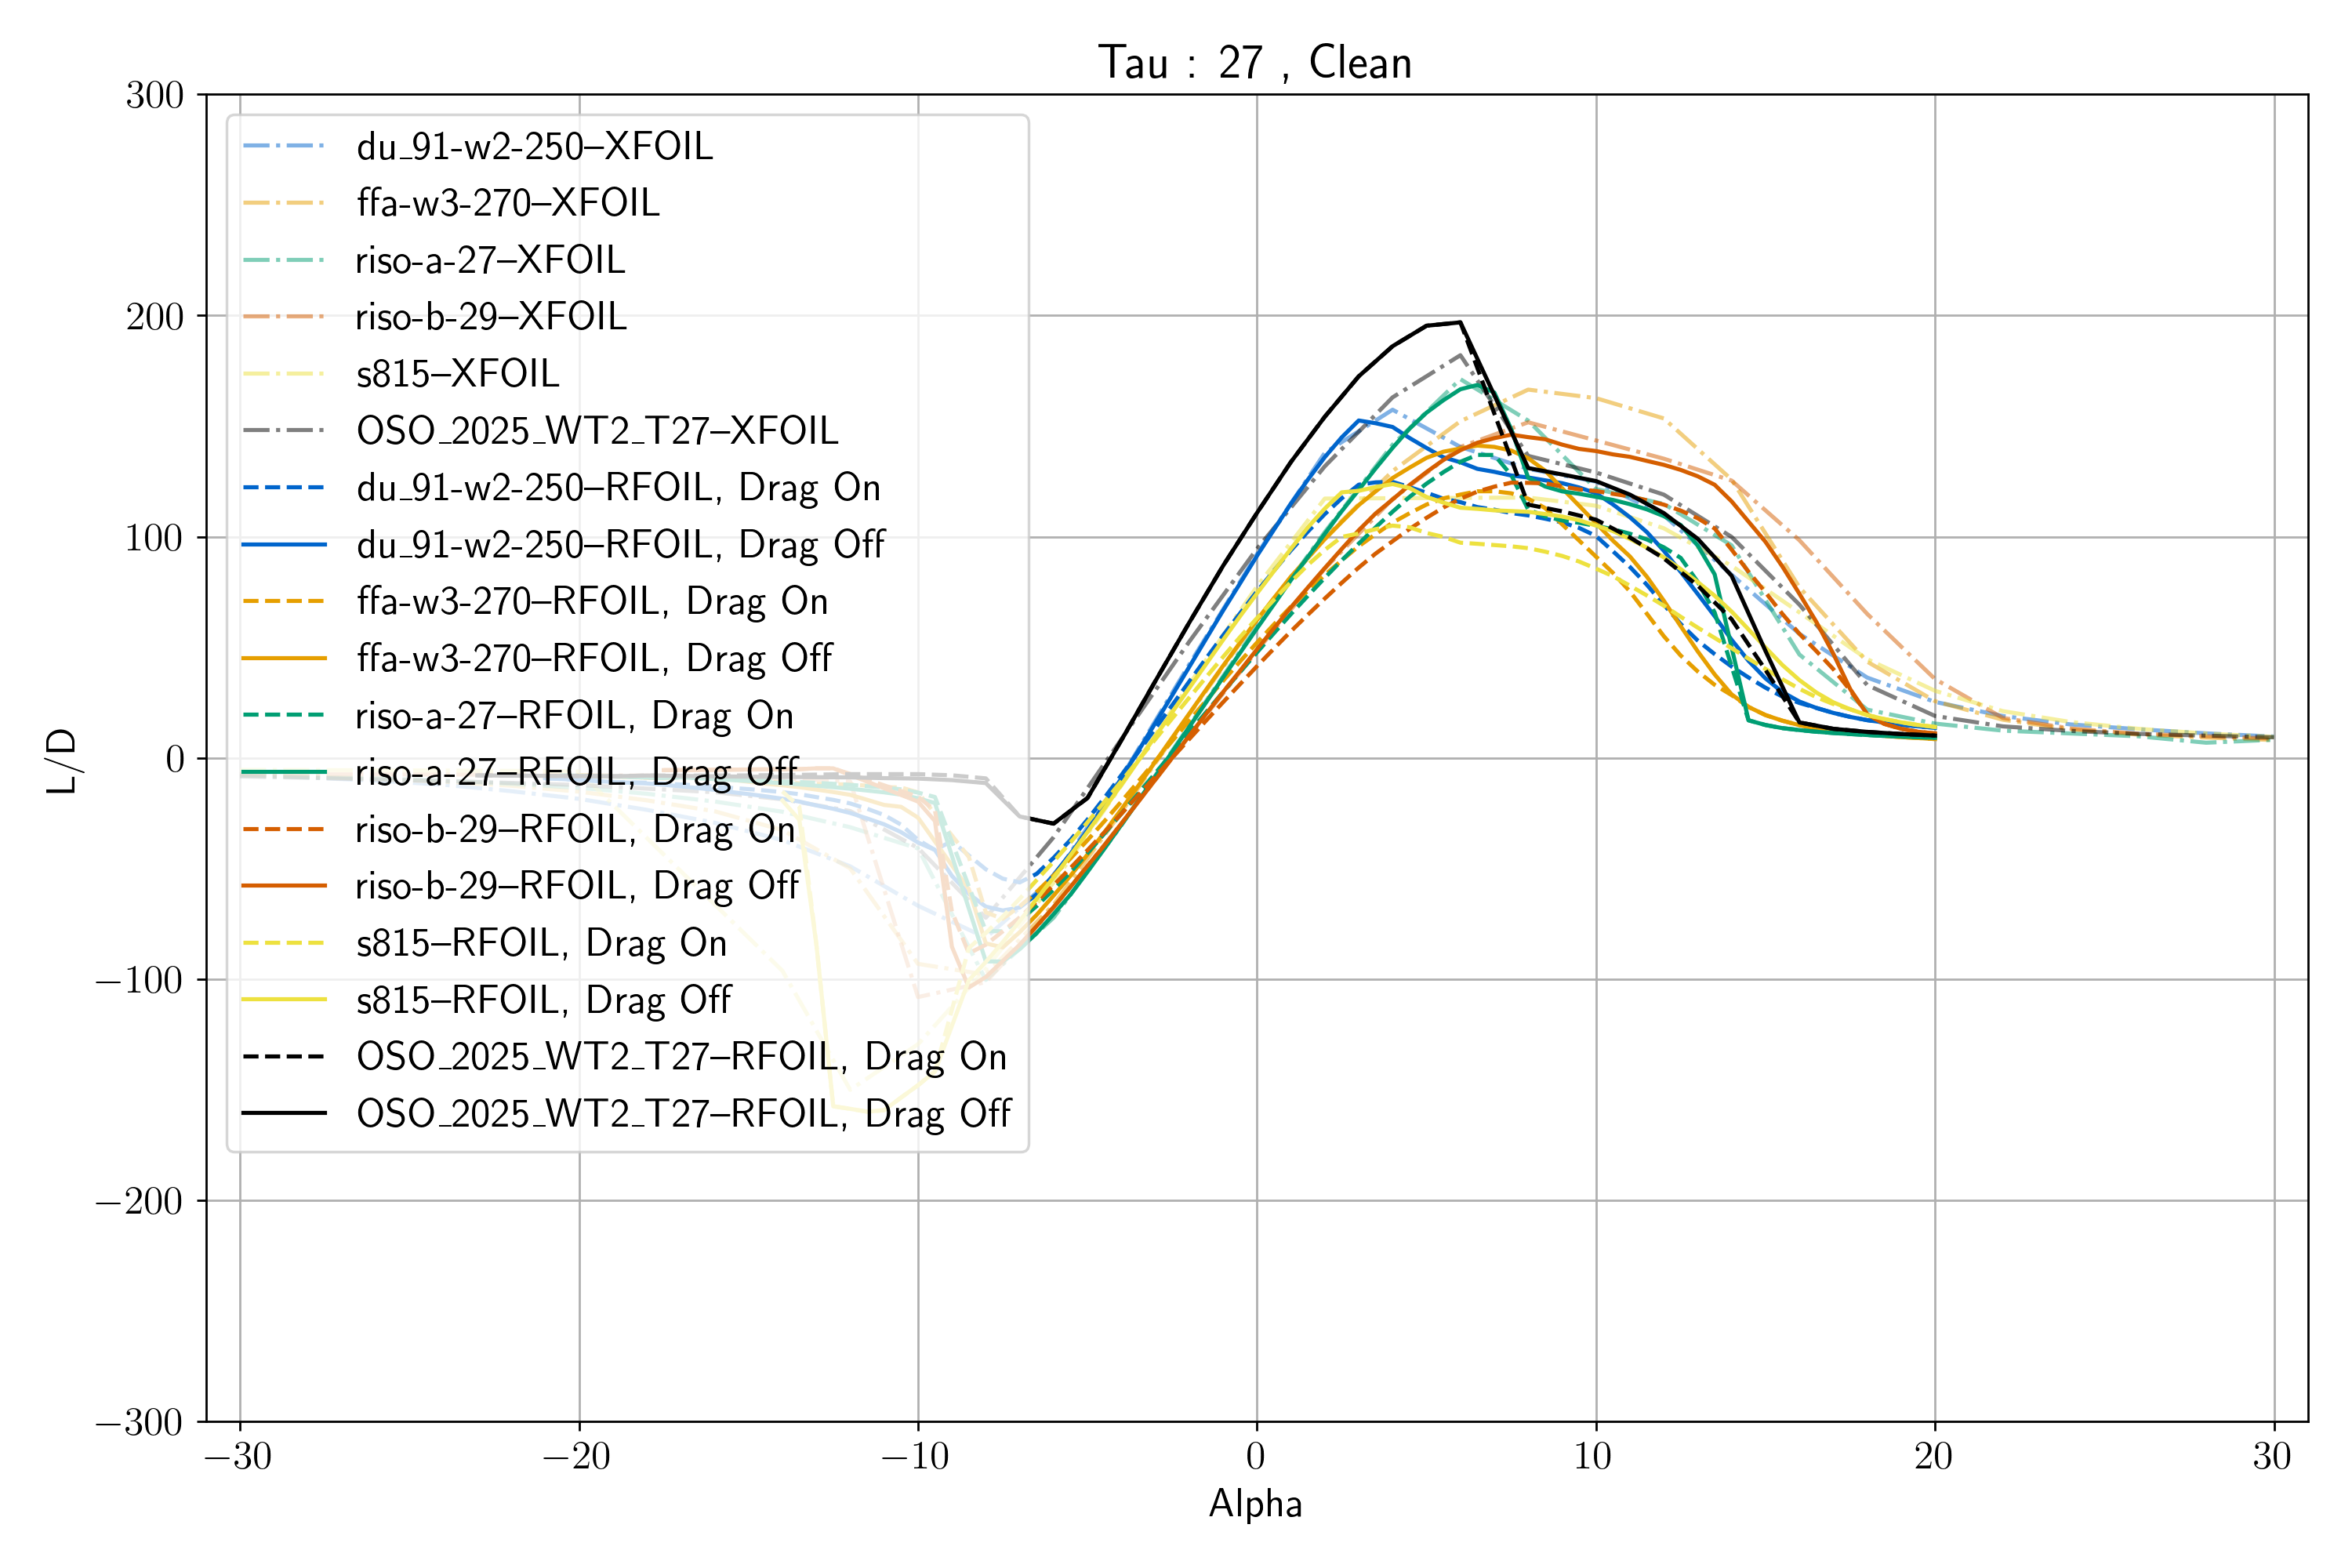 Tau : 27 , Clean
300
200
100
0
−100
−200
−300
L/D
du_91-w2-250–XFOIL
ffa-w3-270–XFOIL
riso-a-27–XFOIL
riso-b-29–XFOIL
s815–XFOIL
OSO_2025_WT2_T27–XFOIL
du_91-w2-250–RFOIL, Drag On
du_91-w2-250–RFOIL, Drag Off
ffa-w3-270–RFOIL, Drag On
ffa-w3-270–RFOIL, Drag Off
riso-a-27–RFOIL, Drag On
riso-a-27–RFOIL, Drag Off
riso-b-29–RFOIL, Drag On
riso-b-29–RFOIL, Drag Off
s815–RFOIL, Drag On
s815–RFOIL, Drag Off
OSO_2025_WT2_T27–RFOIL, Drag On
OSO_2025_WT2_T27–RFOIL, Drag Off
−30 −20 −10 0 10 20 30
Alpha